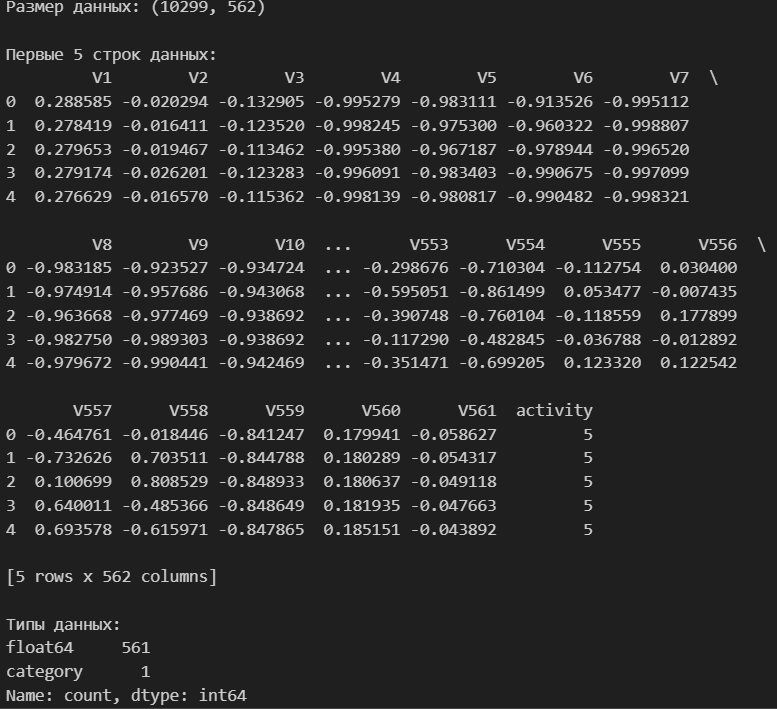 Размер данных: (10299, 562)
Первые 5 строк данных:
V1 V2 V3 V4 V5 V6 V7 \
0 0.288585 -0.020294 -0.132905 -0.995279 -0.983111 -0.913526 -0.995112
1 0.278419 -0.016411 -0.123520 -0.998245 -0.975300 -0.960322 -0.998807
2 0.279653 -0.019467 -0.113462 -0.995380 -0.967187 -0.978944 -0.996520
3 0.279174 -0.026201 -0.123283 -0.996091 -0.983403 -0.990675 -0.997099
4 0.276629 -0.016570 -0.115362 -0.998139 -0.980817 -0.990482 -0.998321
V8 V9 V10 ... V553 V554 V555 V556 \
0 -0.983185 -0.923527 -0.934724 ... -0.298676 -0.710304 -0.112754 0.030400
1 -0.974914 -0.957686 -0.943068 ... -0.595051 -0.861499 0.053477 -0.007435
2 -0.963668 -0.977469 -0.938692 ... -0.390748 -0.760104 -0.118559 0.177899
3 -0.982750 -0.989303 -0.938692 ... -0.117290 -0.482845 -0.036788 -0.012892
4 -0.979672 -0.990441 -0.942469 ... -0.351471 -0.699205 0.123320 0.122542
V557 V558 V559 V560 V561 activity
0 -0.464761 -0.018446 -0.841247 0.179941 -0.058627 5
1 -0.732626 0.703511 -0.844788 0.180289 -0.054317 5
2 0.100699 0.808529 -0.848933 0.180637 -0.049118 5
3 0.640011 -0.485366 -0.848649 0.181935 -0.047663 5
4 0.693578 -0.615971 -0.847865 0.185151 -0.043892 5
[5 rows x 562 columns]
Типы данных:
float64 561
category 1
Name: count, dtype: int64